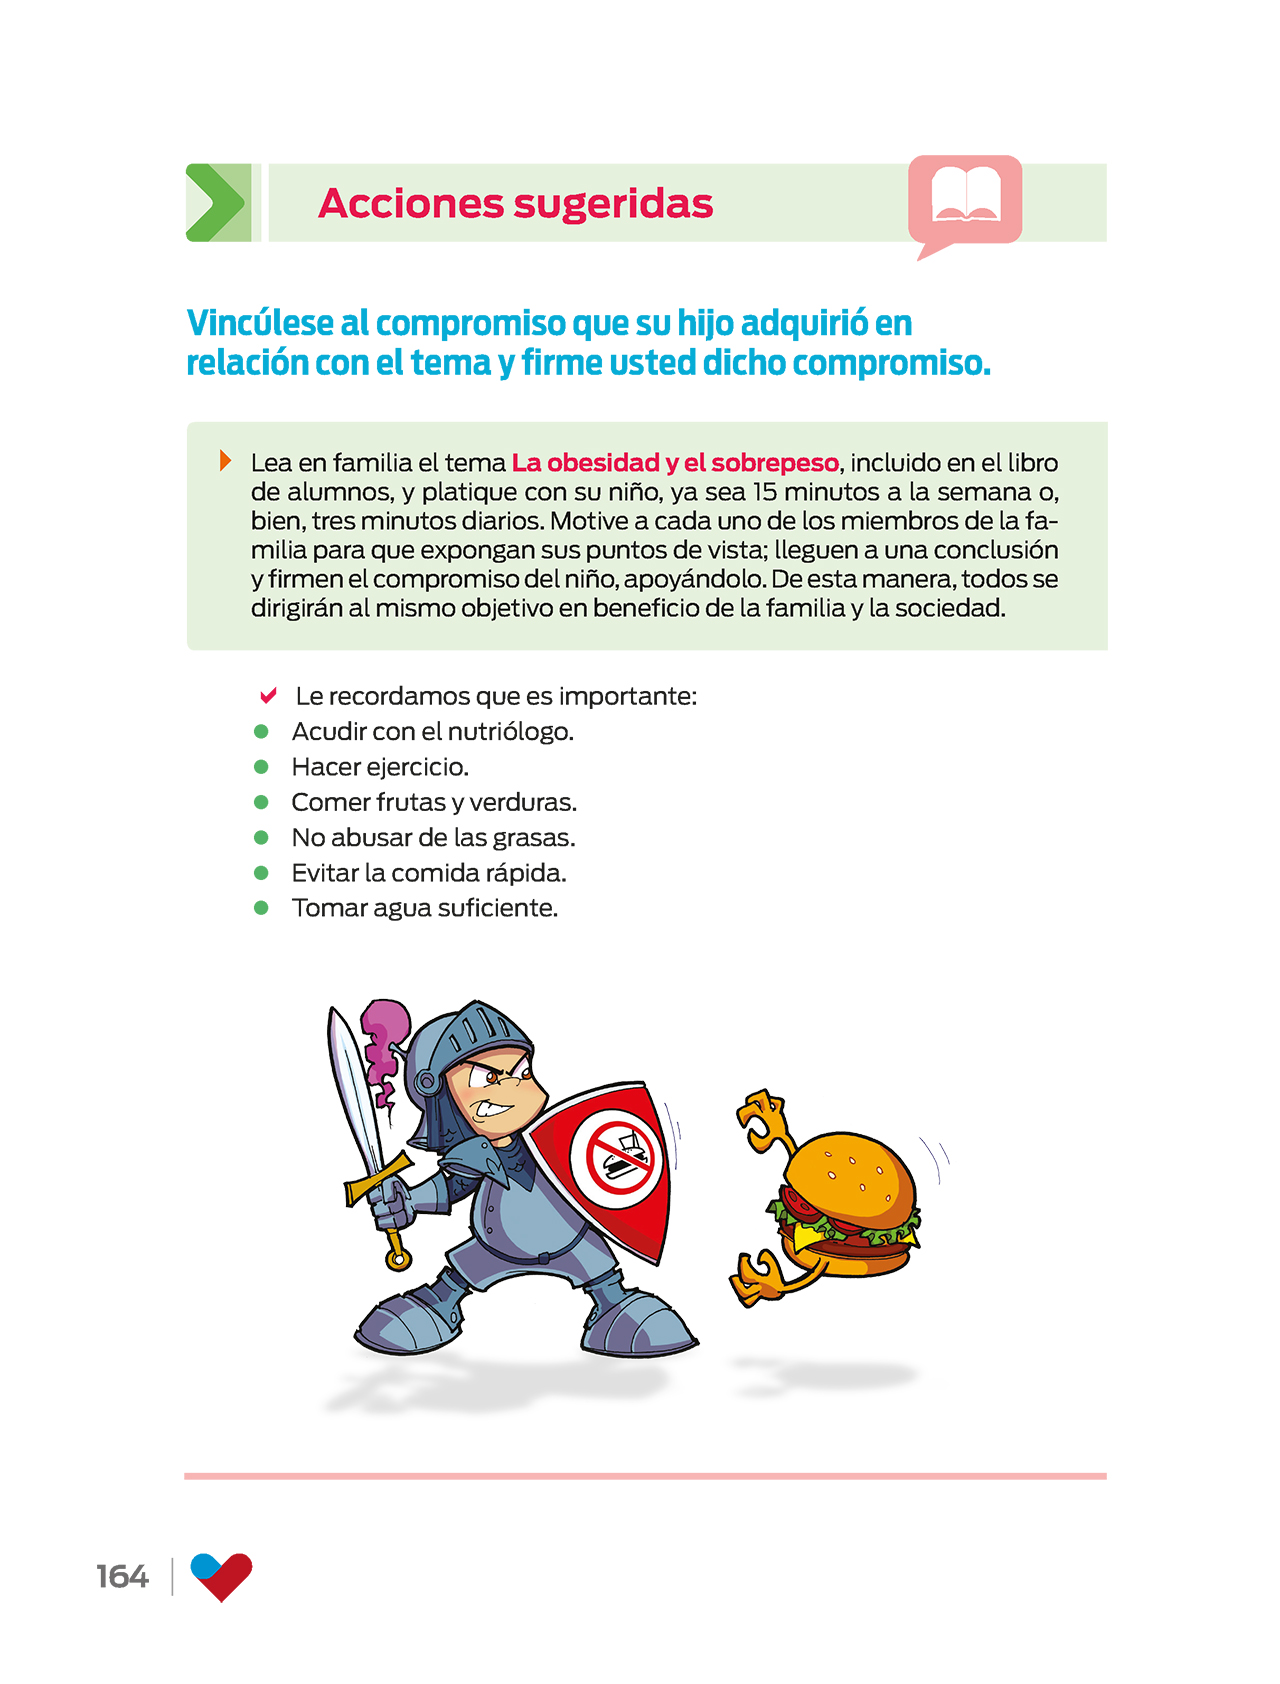 Acciones sugeridas
Vincúlese al compromiso que su hijo adquirió en
relación con el tema y firme usted dicho compromiso.
Lea en familia el tema La obesidad y el sobrepeso, incluido en el libro
de alumnos, y platique con su niño, ya sea 15 minutos a la semana o,
bien, tres minutos diarios. Motive a cada uno de los miembros de la fa-
milia para que expongan sus puntos de vista; lleguen a una conclusión
y firmen el compromiso del niño, apoyándolo. De esta manera, todos se
dirigirán al mismo objetivo en beneficio de la familia y la sociedad.
Le recordamos que es importante:
Acudir con el nutriólogo.
Hacer ejercicio.
Comer frutas y verduras.
No abusar de las grasas.
Evitar la comida rápida.
Tomar agua suficiente.
164